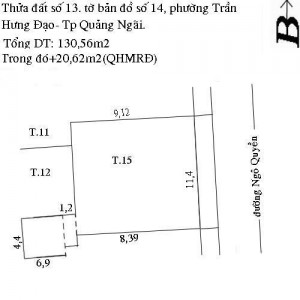 Thửa đất số 13. tờ bản đồ số 14, phường Trần
Hưng Đạo- Tp Quảng Ngãi.
Tổng DT: 130,56m2
Trong đó+20,62m2(QHMRĐ)
B
9,12
T.11
T.12
T.15
11,4
đường Ngô Quyền
1,2
4,4
8,39
6,9